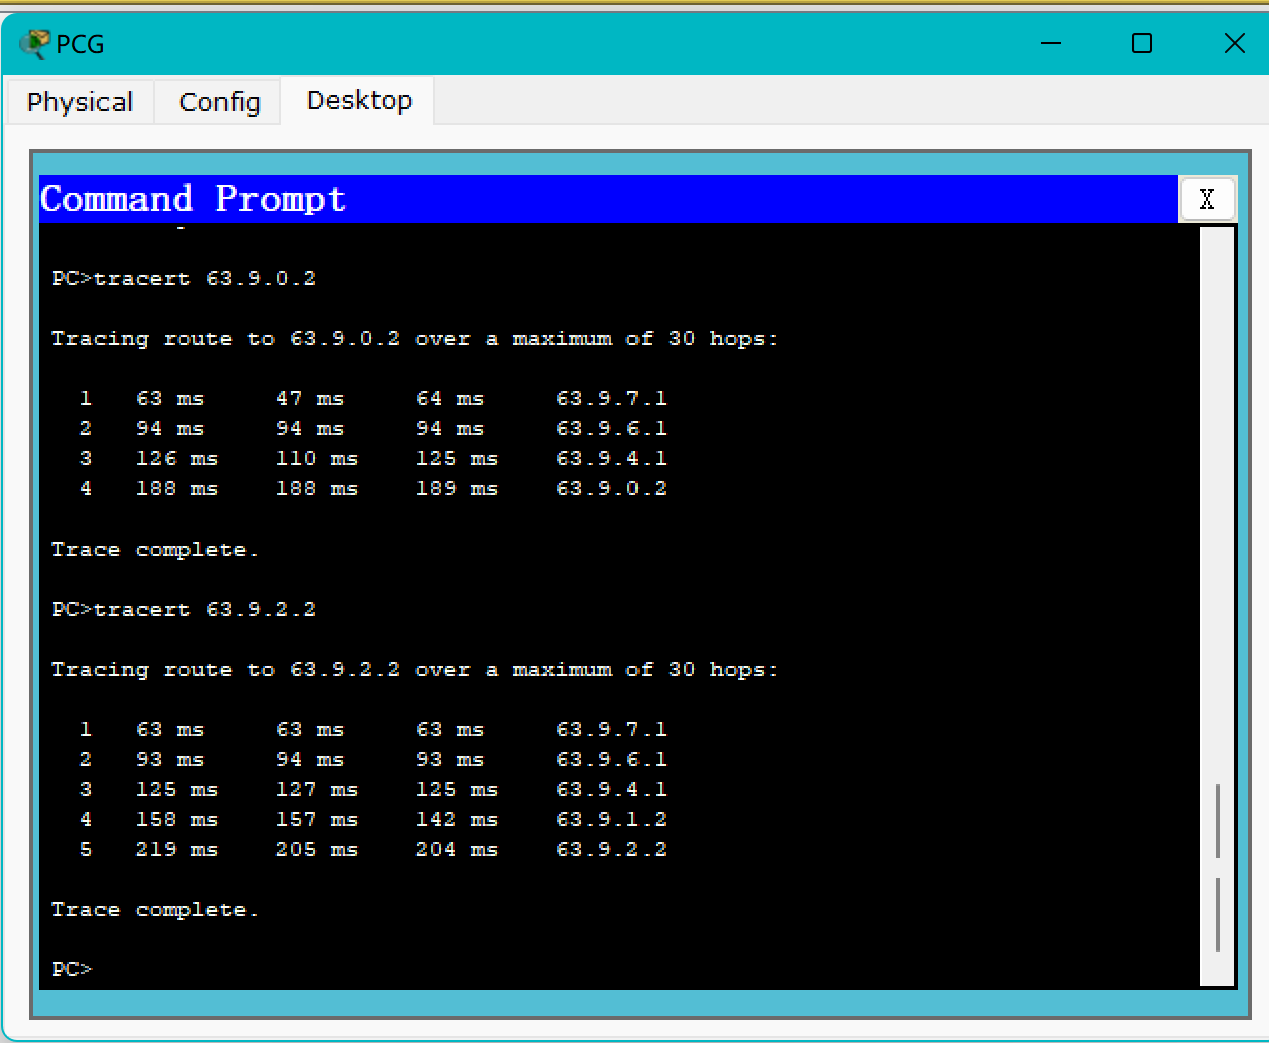 PCG
Physical Config Desktop
Command Prompt X
PC>tracert 63.9.0.2
Tracing route to 63.9.0.2 over a maximum of 30 hops:
1 63 ms 47 ms 64 ms 63.9.7.1
2 94 ms 94 ms 94 ms 63.9.6.1
3 126 ms 110 ms 125 ms 63.9.4.1
4 188 ms 188 ms 189 ms 63.9.0.2
Trace complete.
PC>tracert 63.9.2.2
Tracing route to 63.9.2.2 over a maximum of 30 hops:
1 63 ms 63 ms 63 ms 63.9.7.1
2 93 ms 94 ms 93 ms 63.9.6.1
3 125 ms 127 ms 125 ms 63.9.4.1
4 158 ms 157 ms 142 ms 63.9.1.2
5 219 ms 205 ms 204 ms 63.9.2.2
Trace complete.
PC>